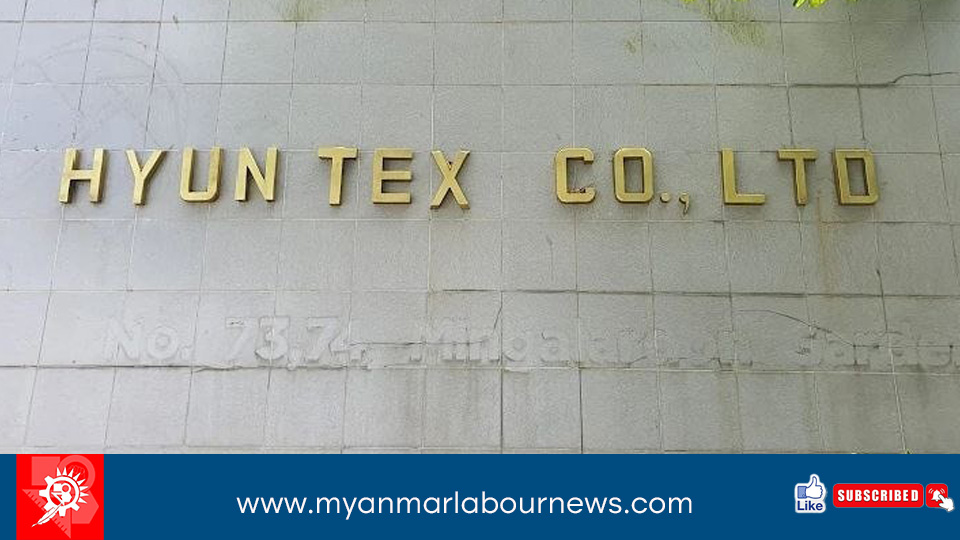 HYUN TEX CO., LTD
No. 73,74, Mingalardon Garden
www.myanmarlabournews.com
Like
SUBSCRIBED